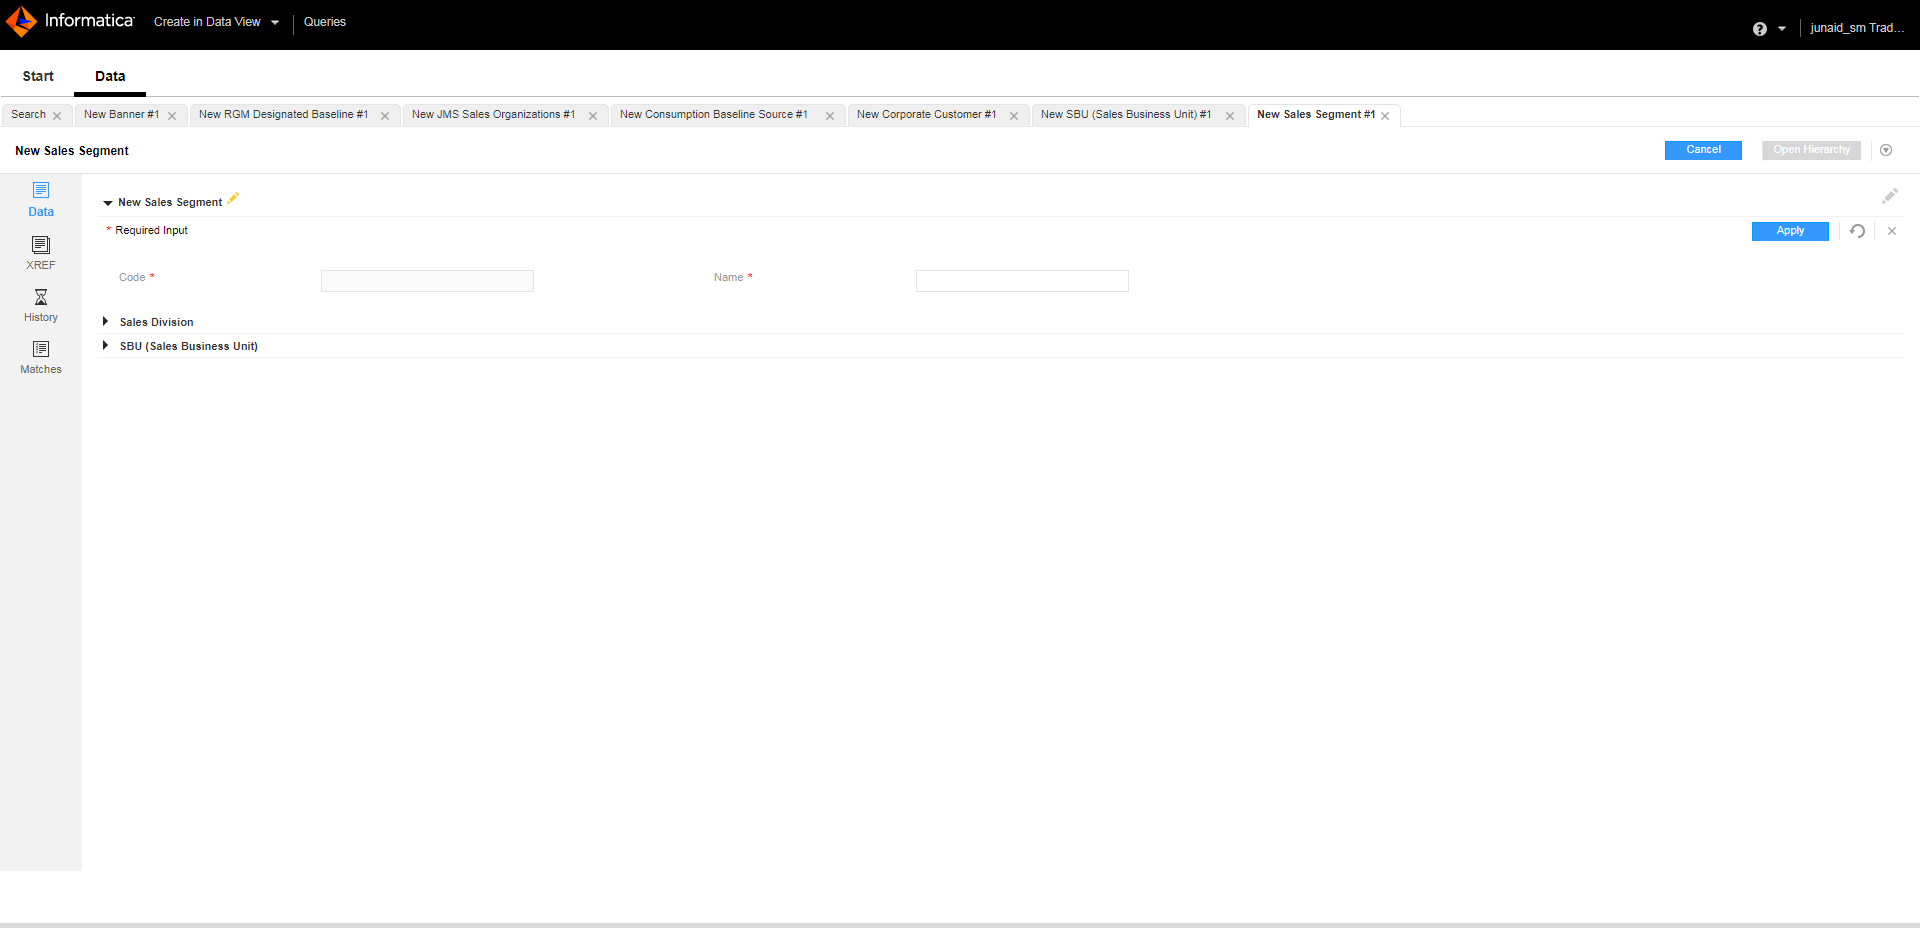 Informatica Create in Data View Queries junaid_sm Trad...
Start Data
Search New Banner #1 New RGM Designated Baseline #1 New JMS Sales Organizations #1 New Consumption Baseline Source #1 New Corporate Customer #1 New SBU (Sales Business Unit) #1 New Sales Segment #1
New Sales Segment Cancel Open Hierarchy
Data
New Sales Segment
* Required Input Apply
XREF
Code * Name *
History
Sales Division
SBU (Sales Business Unit)
Matches